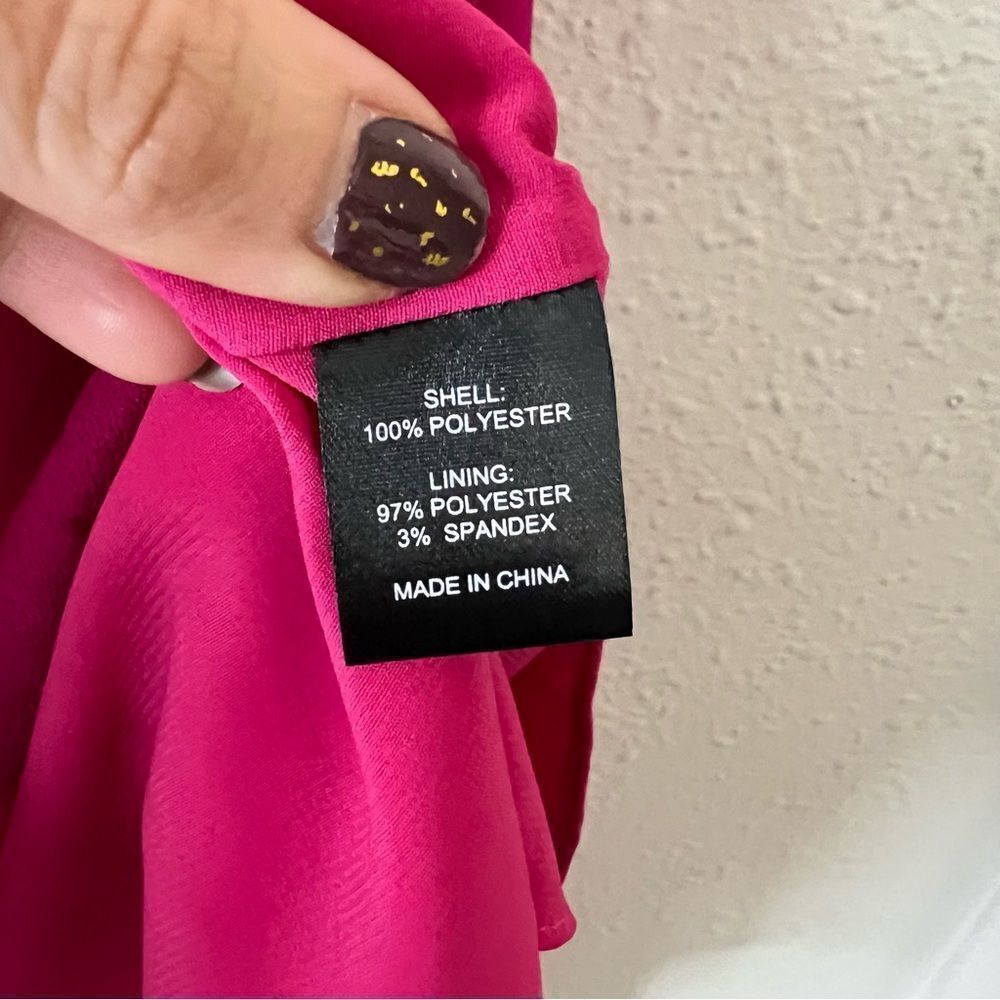 SHELL:
100% POLYESTER
LINING:
97% POLYESTER
3% SPANDEX
MADE IN CHINA